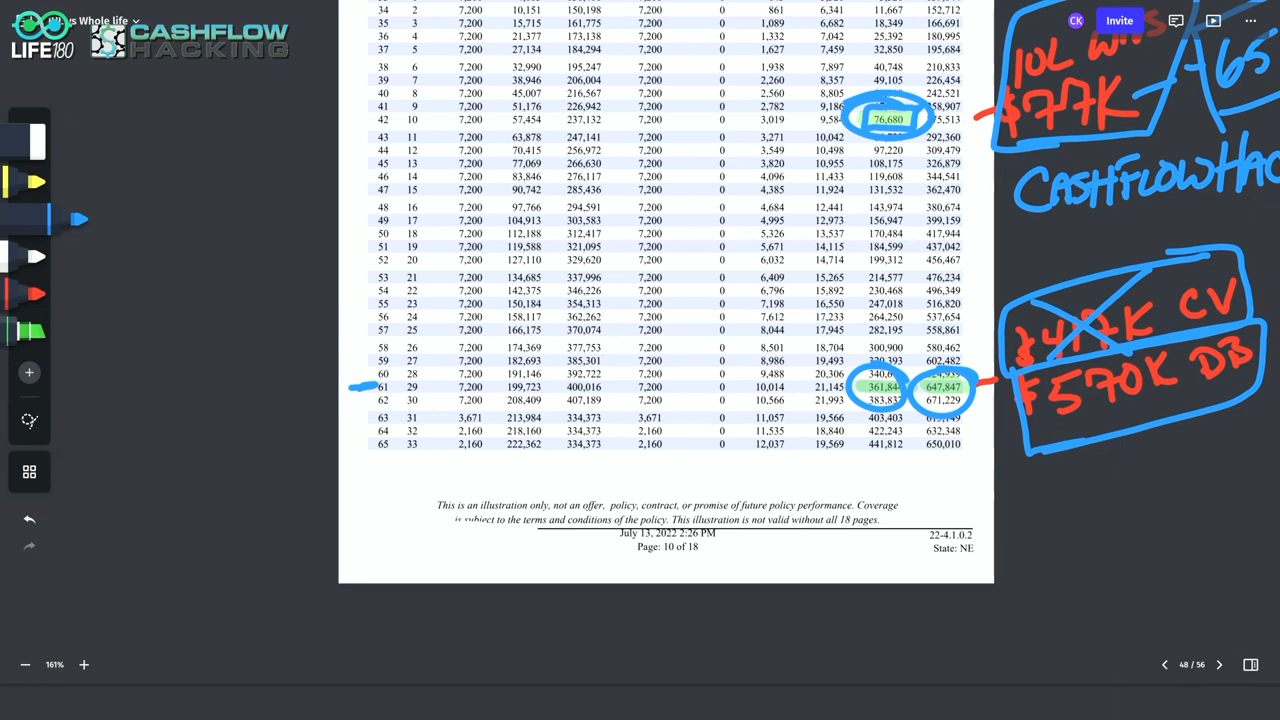 CK
Invite
LIFE180
CASHFLOW
HACKING
34 2 7,200 10,151 150,198 7,200 0 861 6,341 11,667 152,712
35 3 7,200 15,715 161,775 7,200 0 1,089 6,682 18,349 166,691
36 4 7,200 21,377 173,138 7,200 0 1,332 7,042 25,392 180,995
37 5 7,200 27,134 184,294 7,200 0 1,627 7,459 32,850 195,684
38 6 7,200 32,990 195,247 7,200 0 1,938 7,897 40,748 210,833
39 7 7,200 38,946 206,004 7,200 0 2,260 8,357 49,105 226,454
40 8 7,200 45,007 216,567 7,200 0 2,560 8,805 242,521
41 9 7,200 51,176 226,942 7,200 0 2,782
42 10 7,200 57,454 237,132 7,200 0 3,019 76,680
43 11 7,200 63,878 247,141 7,200 0 3,271 10,042 292,360
44 12 7,200 70,415 256,972 7,200 0 3,549 10,498 97,220 309,479
45 13 7,200 77,069 266,630 7,200 0 3,820 10,955 108,175 326,879
46 14 7,200 83,846 276,117 7,200 0 4,096 11,433 119,608 344,541
47 15 7,200 90,742 285,436 7,200 0 4,385 11,924 131,532 362,470
48 16 7,200 97,766 294,591 7,200 0 4,684 12,441 143,974 380,674
49 17 7,200 104,913 303,583 7,200 0 4,995 12,973 156,947 399,159
50 18 7,200 112,188 312,417 7,200 0 5,326 13,537 170,484 417,944
51 19 7,200 119,588 321,095 7,200 0 5,671 14,115 184,599 437,042
52 20 7,200 127,110 329,620 7,200 0 6,032 14,714 199,312 456,467
53 21 7,200 134,685 337,996 7,200 0 6,409 15,265 214,577 476,234
54 22 7,200 142,375 346,226 7,200 0 6,796 15,892 230,468 496,349
55 23 7,200 150,184 354,313 7,200 0 7,198 16,550 247,018 516,820
56 24 7,200 158,117 362,262 7,200 0 7,612 17,233 264,250 537,654
57 25 7,200 166,175 370,074 7,200 0 8,044 17,945 282,195 558,861
58 26 7,200 174,369 377,753 7,200 0 8,501 18,704 300,900 580,462
59 27 7,200 182,693 385,301 7,200 0 8,986 19,493 602,482
60 28 7,200 191,146 392,722 7,200 0 9,488 20,306
61 29 7,200 199,723 400,016 7,200 0 10,014 21,145 361,844 647,847
62 30 7,200 208,409 407,189 7,200 0 10,566 21,993 671,229
63 31 3,671 213,984 334,373 3,671 0 11,057 19,566 403,403
64 32 2,160 218,160 334,373 2,160 0 11,535 18,840 422,243 632,348
65 33 2,160 222,362 334,373 2,160 0 12,037 19,569 441,812 650,010
This is an illustration only, not an offer, policy, contract, or promise of future policy performance. Coverage
is subject to the terms and conditions of the policy. This illustration is not valid without all 18 pages.
July 13, 2022 2:26 PM
22-4.1.0.2
Page: 10 of 18
State: NE
$77K
65
CASHFLOWHAC
$417K CV
$570K DB
161%
48 / 56